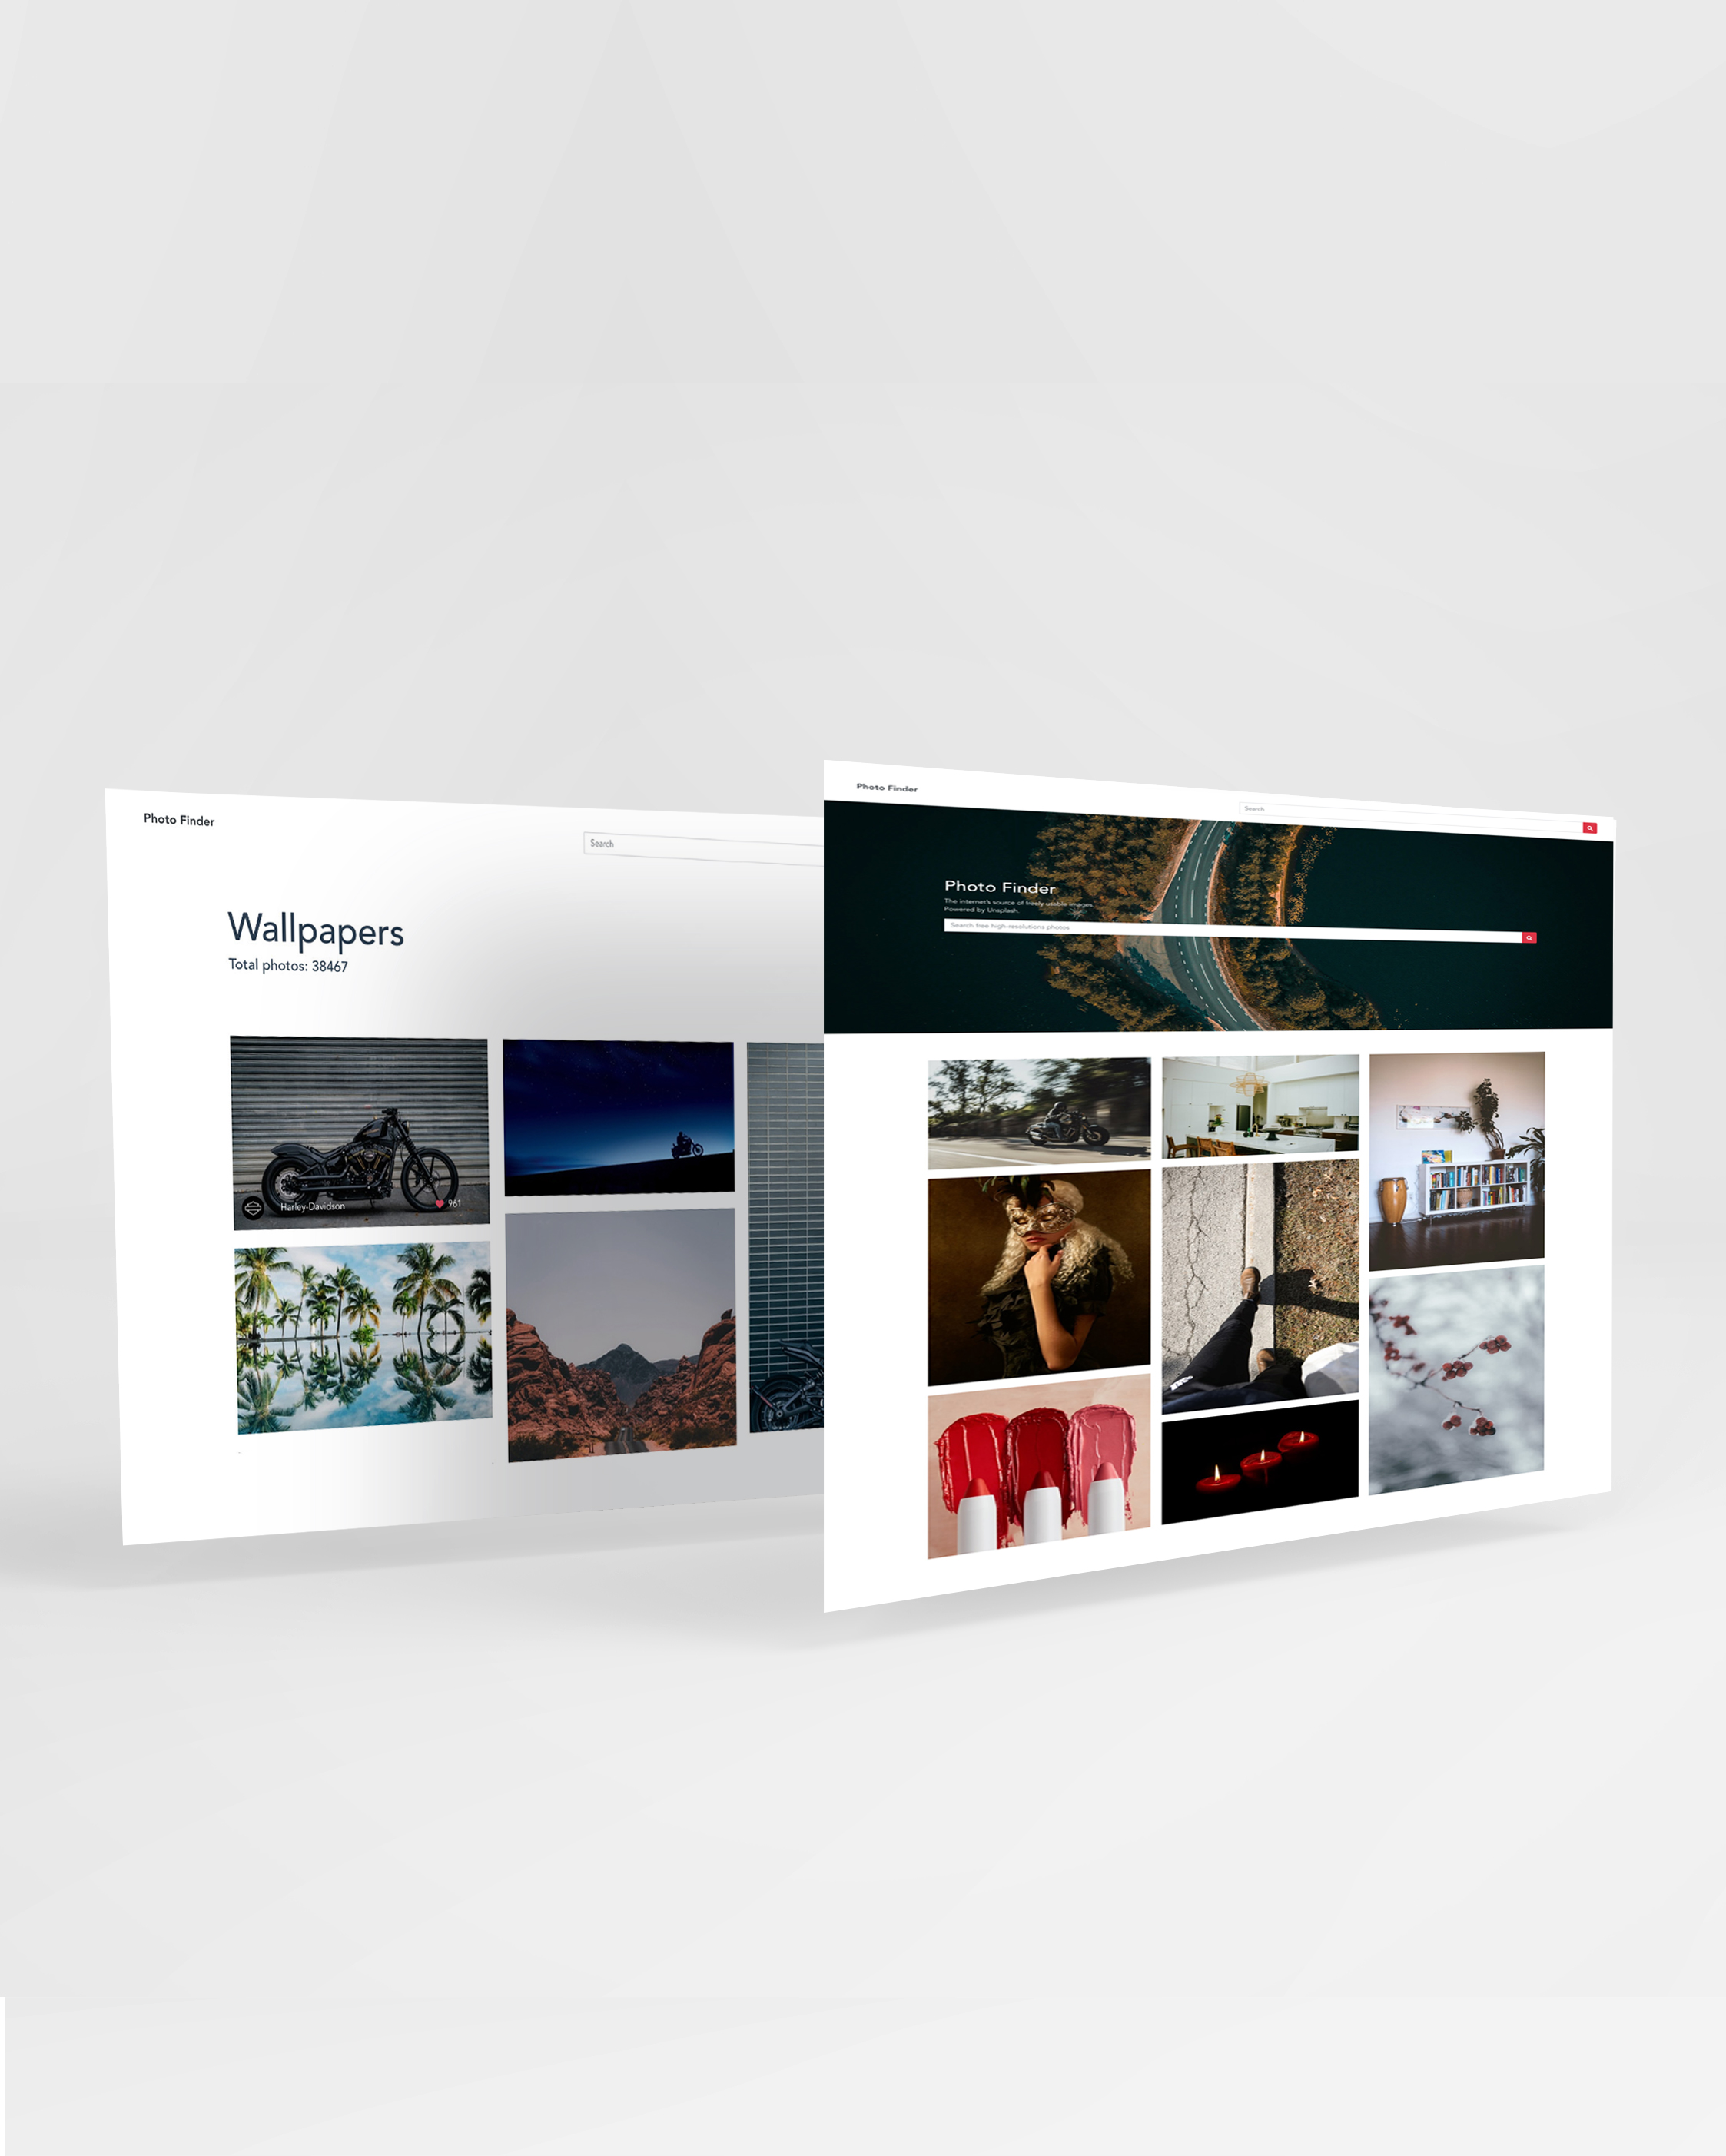 Photo Finder
Search
Wallpapers
Total photos: 38467
Harley-Davidson
961
Photo Finder
Search
Photo Finder
The internet's source of freely usable images.
Powered by Unsplash.
Search free high-resolutions photos